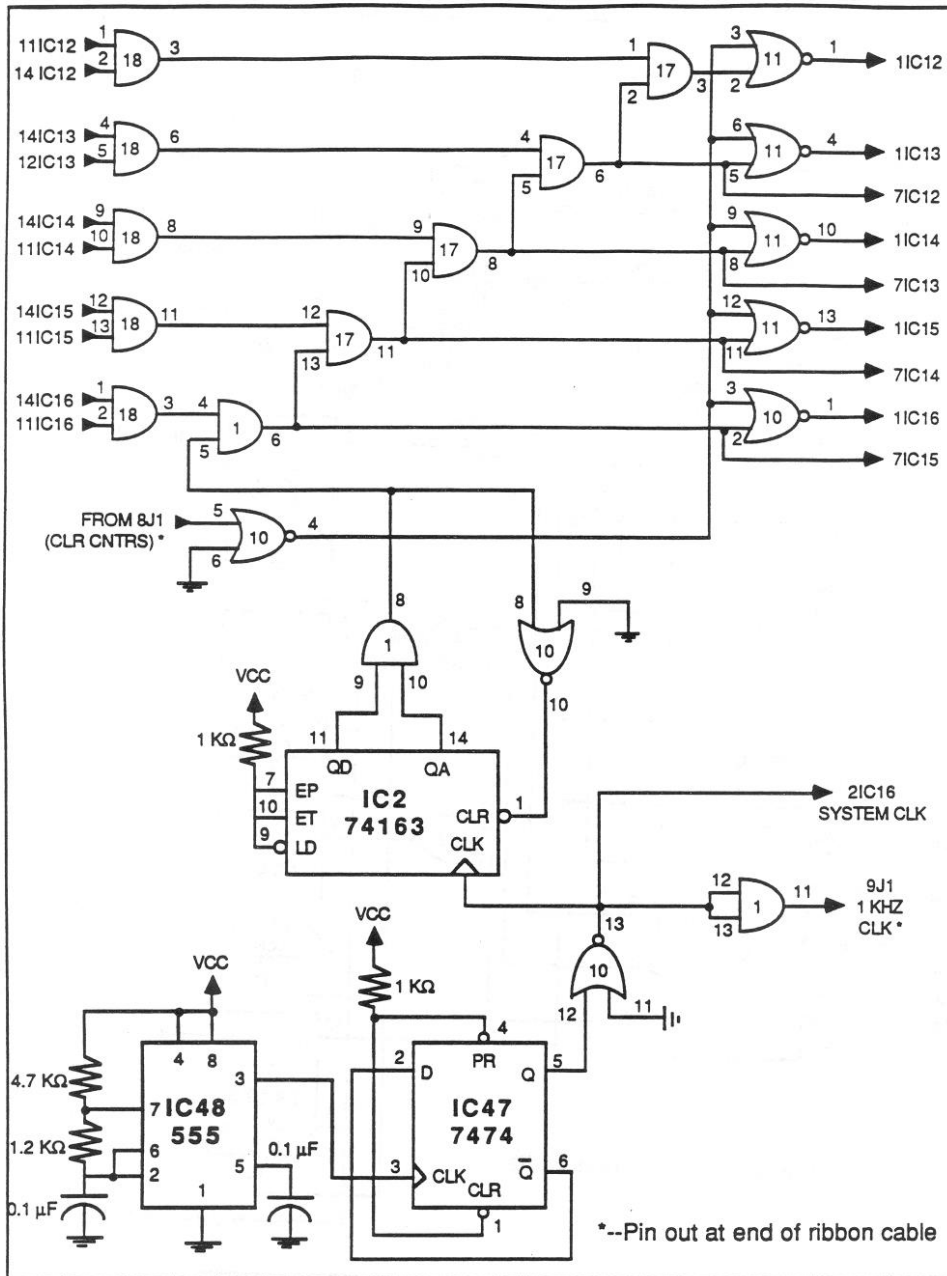 1 3 1 3 1
11IC12 18 17 11 1IC12
14 IC12 2 2 3 2
4 6 4 6 4
14IC13 18 17 11 1IC13
12IC13 5 5 6 5
7IC12
9 8 9 9 10
14IC14 18 17 11 1IC14
11IC14 10 10 8 8
7IC13
12 11 12 12 13
14IC15 18 17 11 1IC15
11IC15 13 13 11 11
7IC14
1 3 4 3 1
14IC16 18 1 6 10 1IC16
11IC16 2 5 2
7IC15
FROM 8J1 5 4
(CLR CNTRS) * 10
6
8 8 9
1 10
9 10 10
VCC
1 KΩ 11 14
QD QA
7 EP IC2 1
10 ET 74163 CLR
9 LD CLK
2IC16
SYSTEM CLK
12 11 9J1
1 1 KHZ
13 CLK *
13
10
12 11
VCC
1 KΩ
VCC
4
4 8 2 PR 5
3 D Q
4.7 KΩ
7 IC48 IC47
555 7474
1.2 KΩ 6 0.1 µF Q 6
2 5 3 CLK
1 CLR
0.1 µF 1
*--Pin out at end of ribbon cable